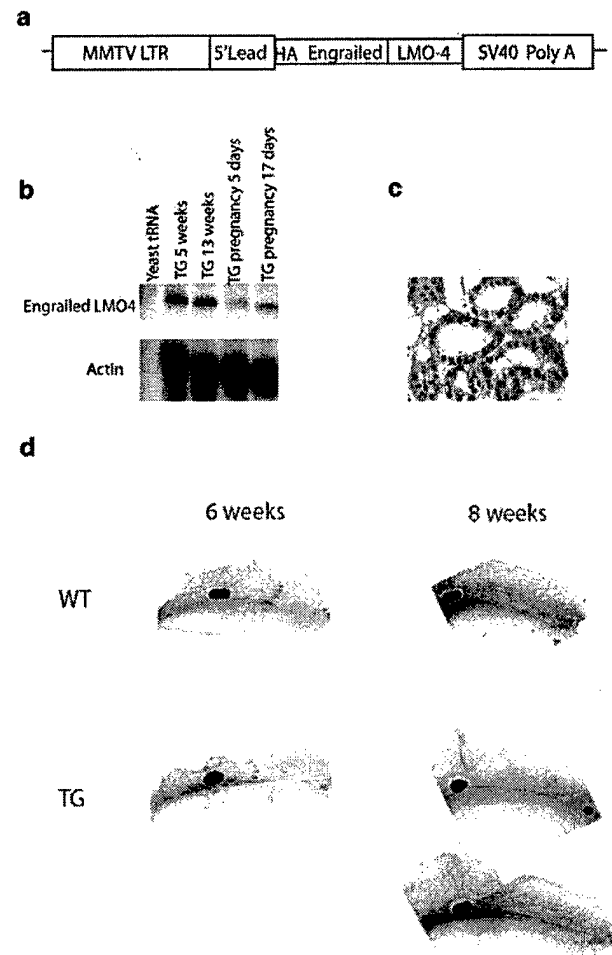 a
MMTV LTR 5'Lead HA Engrailed LMO-4 SV40 Poly A
b
Yeast tRNA
TG 5 weeks
TG 13 weeks
TG pregnancy 5 days
TG pregnancy 17 days
Engrailed LMO4
Actin
c
d
6 weeks 8 weeks
WT
TG